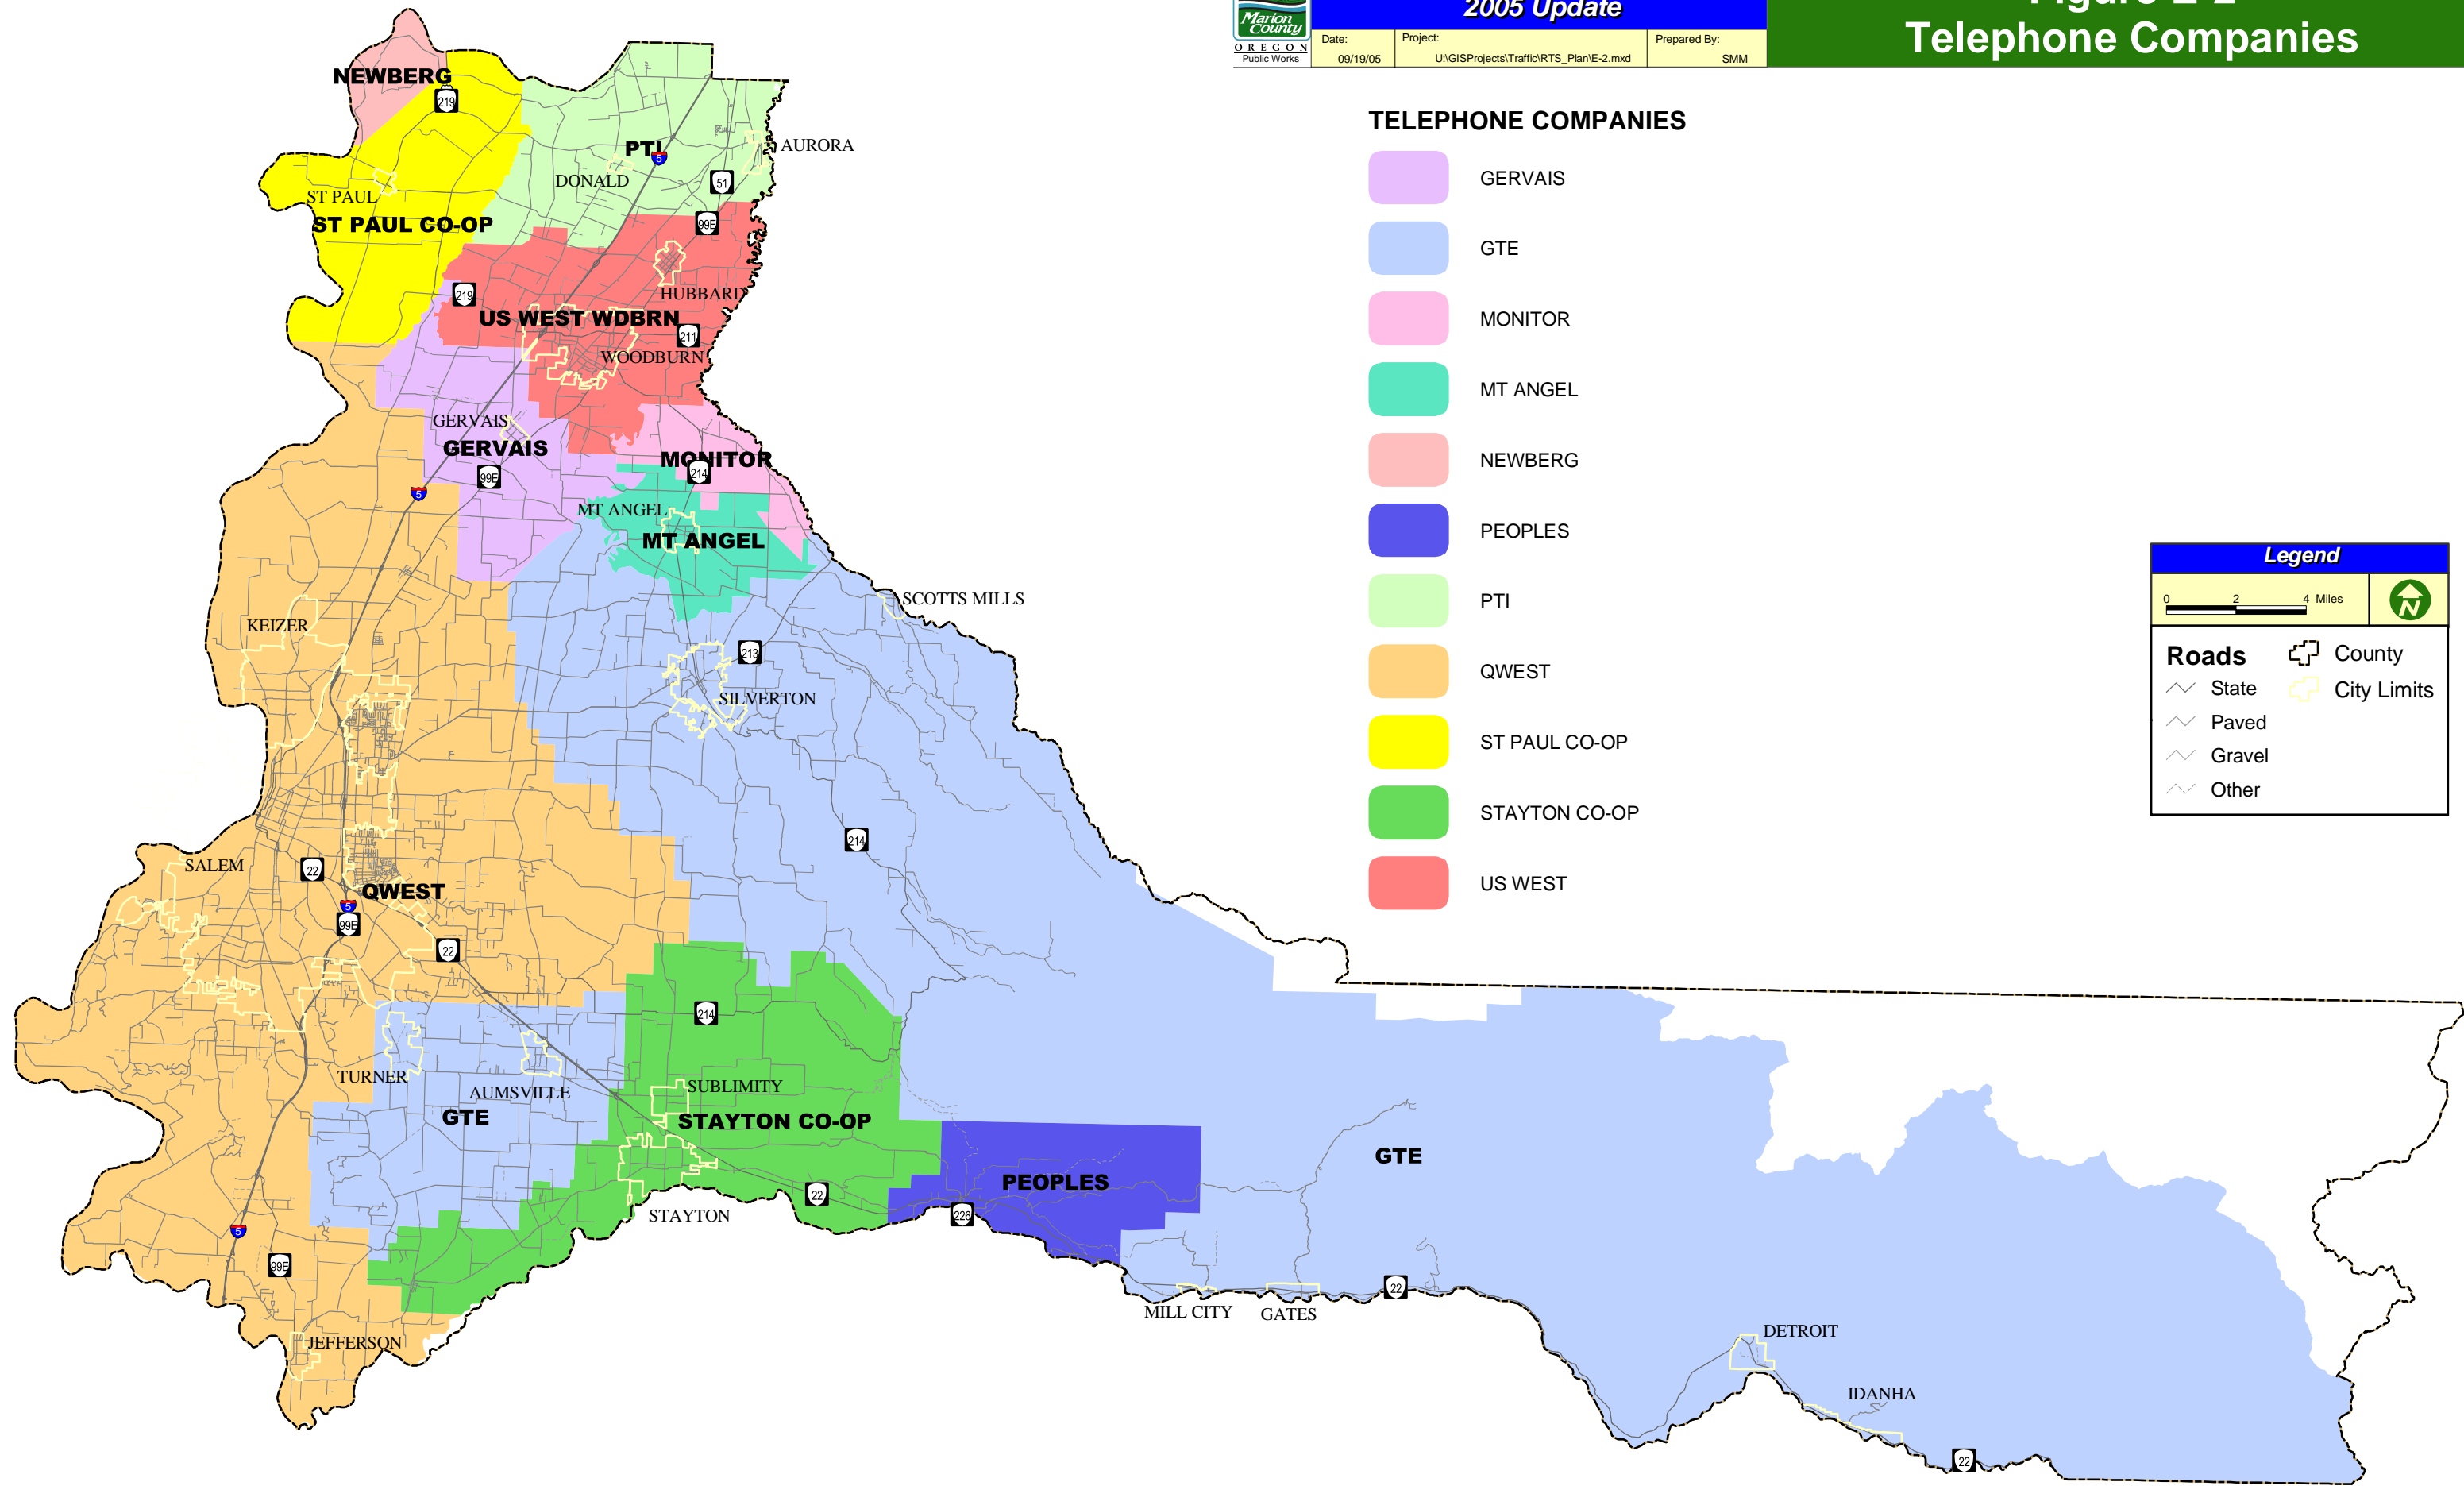 2005 Update
Telephone Companies
Marion
County
OREGON
Public Works
Date:
09/19/05
Project:
U:\GISProjects\Traffic\RTS_Plan\E-2.mxd
Prepared By:
SMM
TELEPHONE COMPANIES
GERVAIS
GTE
MONITOR
MT ANGEL
NEWBERG
PEOPLES
PTI
QWEST
ST PAUL CO-OP
STAYTON CO-OP
US WEST
Legend
0 2 4 Miles
N
Roads
State
Paved
Gravel
Other
County
City Limits
NEWBERG
219
PTI
5
AURORA
DONALD
51
ST PAUL
ST PAUL CO-OP
99E
219
HUBBARD
US WEST WDBRN
211
WOODBURN
GERVAIS
GERVAIS
MONITOR
214
99E
5
MT ANGEL
MT ANGEL
SCOTTS MILLS
KEIZER
213
SILVERTON
214
SALEM
22
QWEST
5
99E
22
214
TURNER
AUMSVILLE
SUBLIMITY
GTE
STAYTON CO-OP
GTE
PEOPLES
22
STAYTON
226
5
99E
22
MILL CITY
GATES
JEFFERSON
DETROIT
IDANHA
22